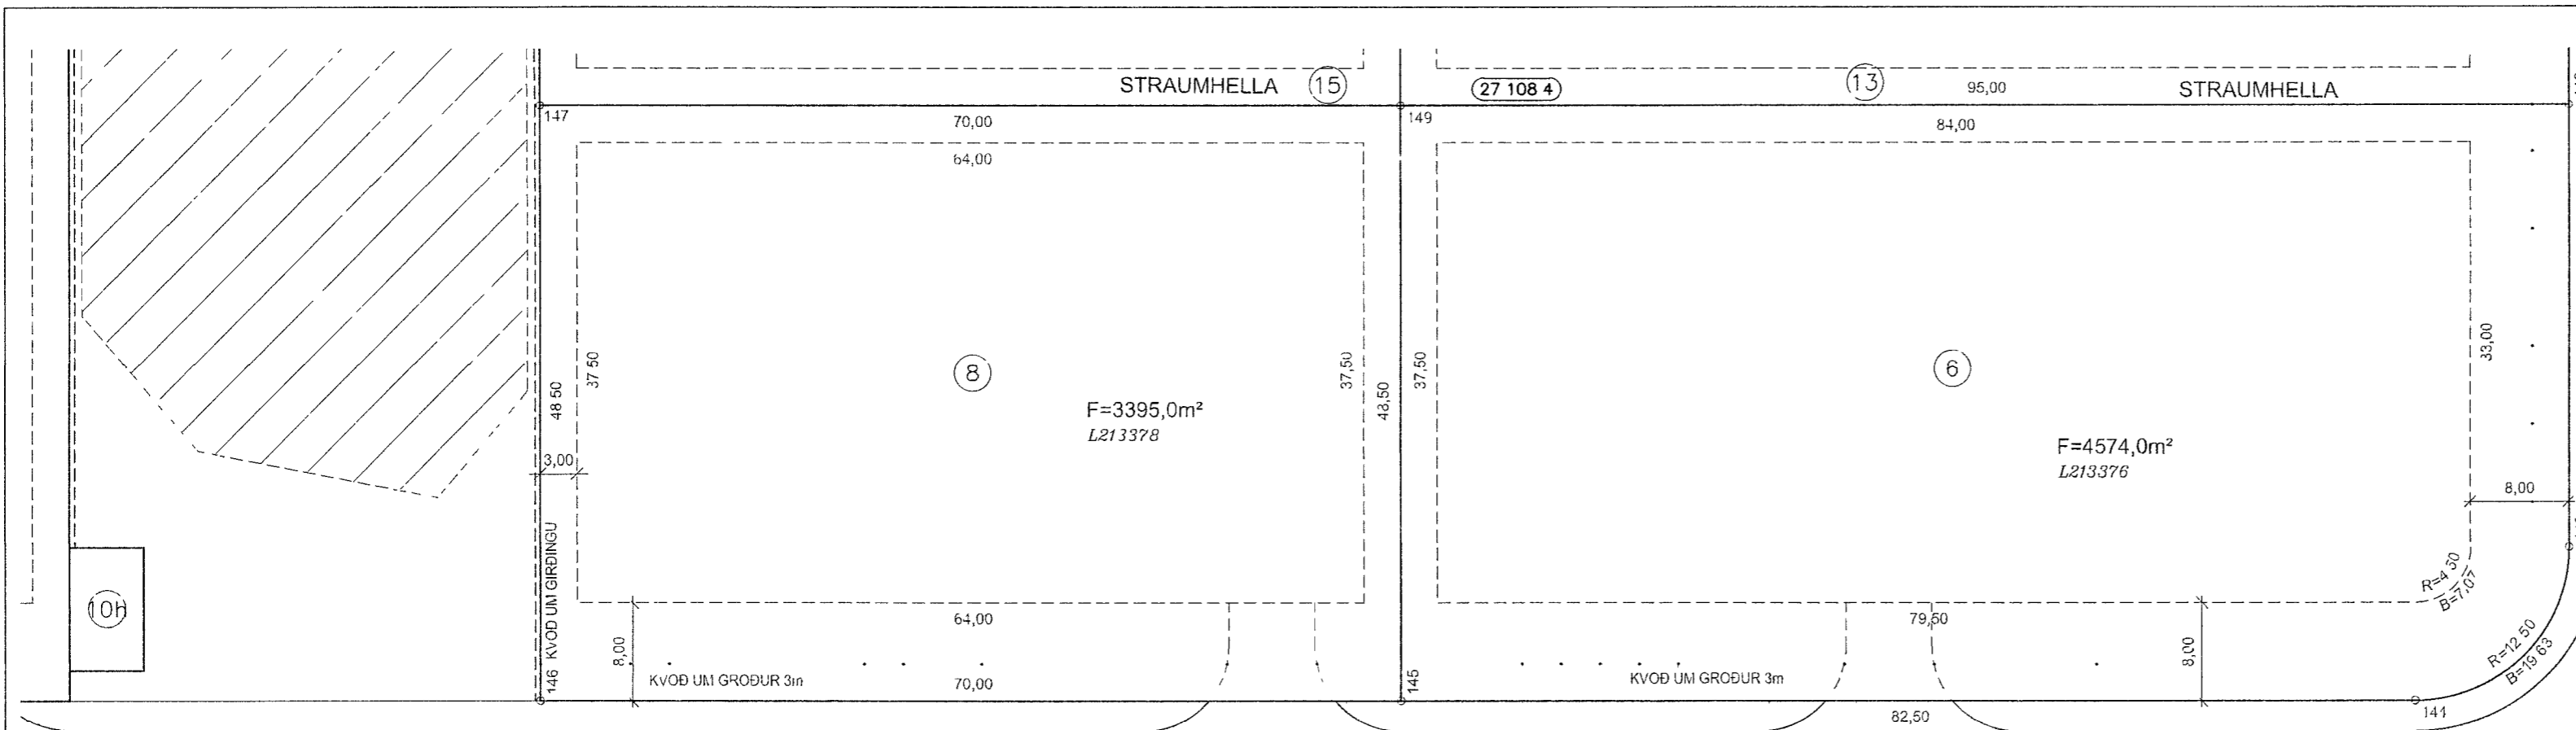 STRAUMHELLA 15
27 108 4
13
95,00
STRAUMHELLA
147
70,00
149
84,00
64,00
37 50
48 50
8
37,50
48,50
37,50
6
33,00
F=3395,0m²
L213378
F=4574,0m²
L213376
3,00
8,00
KVOÐ UM GIRÐINGU
146
10h
64,00
79,50
R=4 50
B=7,07
8,00
8,00
R=12 50
B=19 63
KVOÐ UM GROÐUR 3m
70,00
145
KVOÐ UM GROÐUR 3m
82,50
141